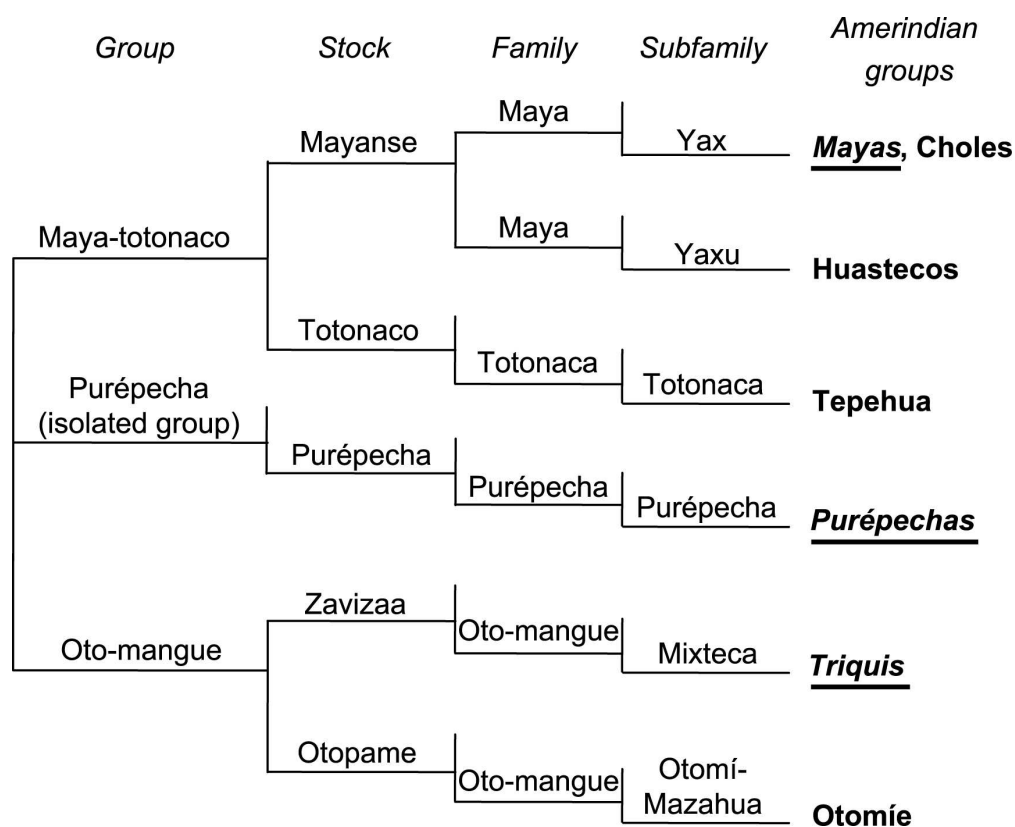 Group Stock Family Subfamily Amerindian
groups
Maya
Mayanse Yax Mayas, Choles
Maya-totonaco Maya
Yaxu Huastecos
Totonaco
Totonaca
Totonaca Tepehua
Purépecha
(isolated group)
Purépecha
Purépecha
Purépecha Purépechas
Zavizaa
Oto-mangue
Oto-mangue Mixteca Triquis
Otopame
Oto-mangue Otomí-
Mazahua Otomíe